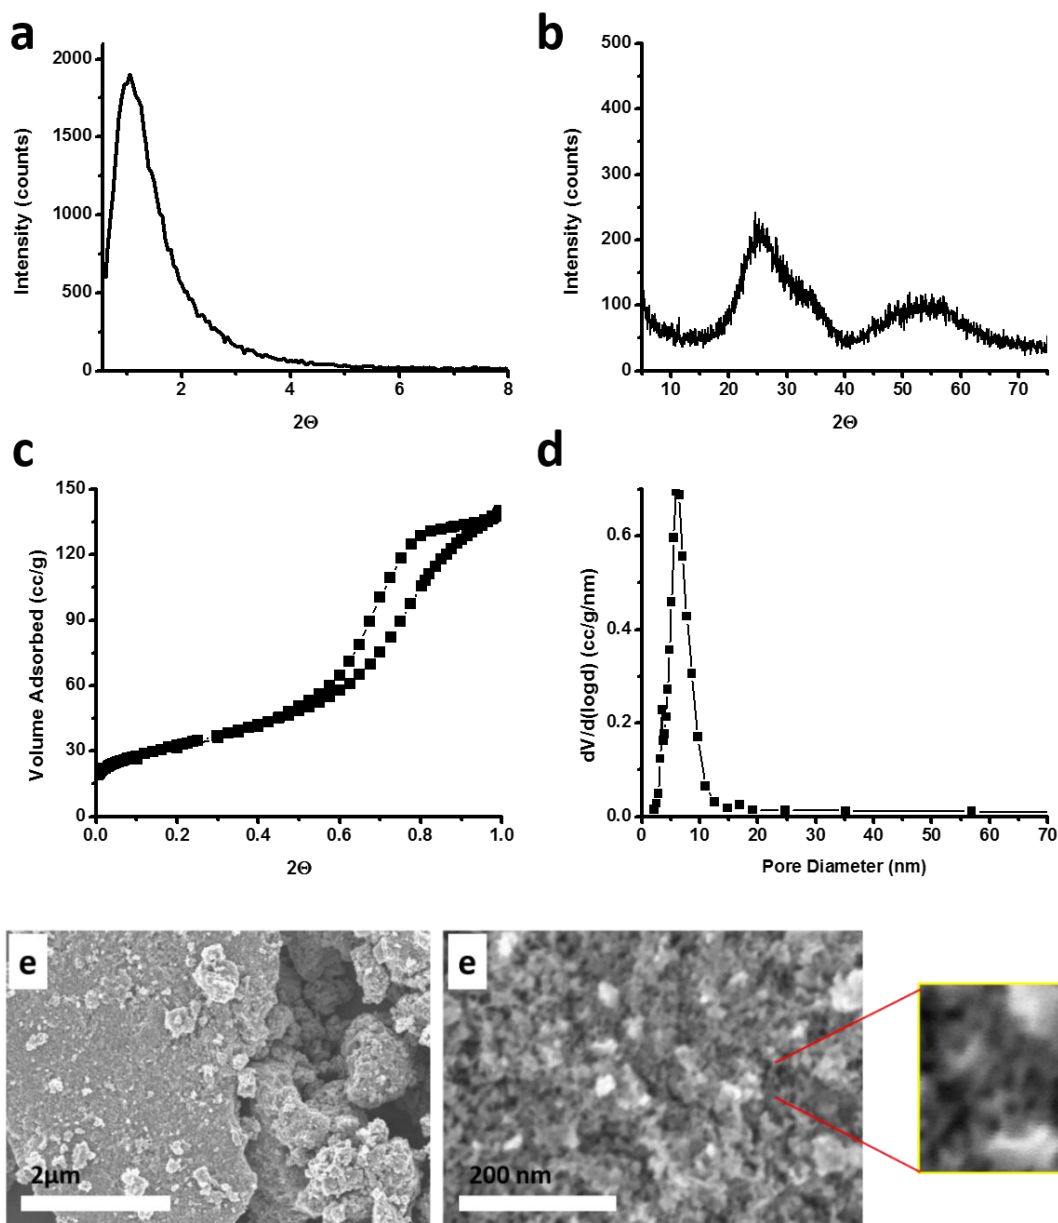 a
Intensity (counts)
2000
1500
1000
500
0
2 4 6 8
2Θ
b
Intensity (counts)
500
400
300
200
100
0
10 20 30 40 50 60 70
2Θ
c
Volume Adsorbed (cc/g)
150
120
90
60
30
0
0.0 0.2 0.4 0.6 0.8 1.0
2Θ
d
dV/d(logd) (cc/g/nm)
0.6
0.4
0.2
0.0
0 10 20 30 40 50 60 70
Pore Diameter (nm)
e
2μm
e
200 nm